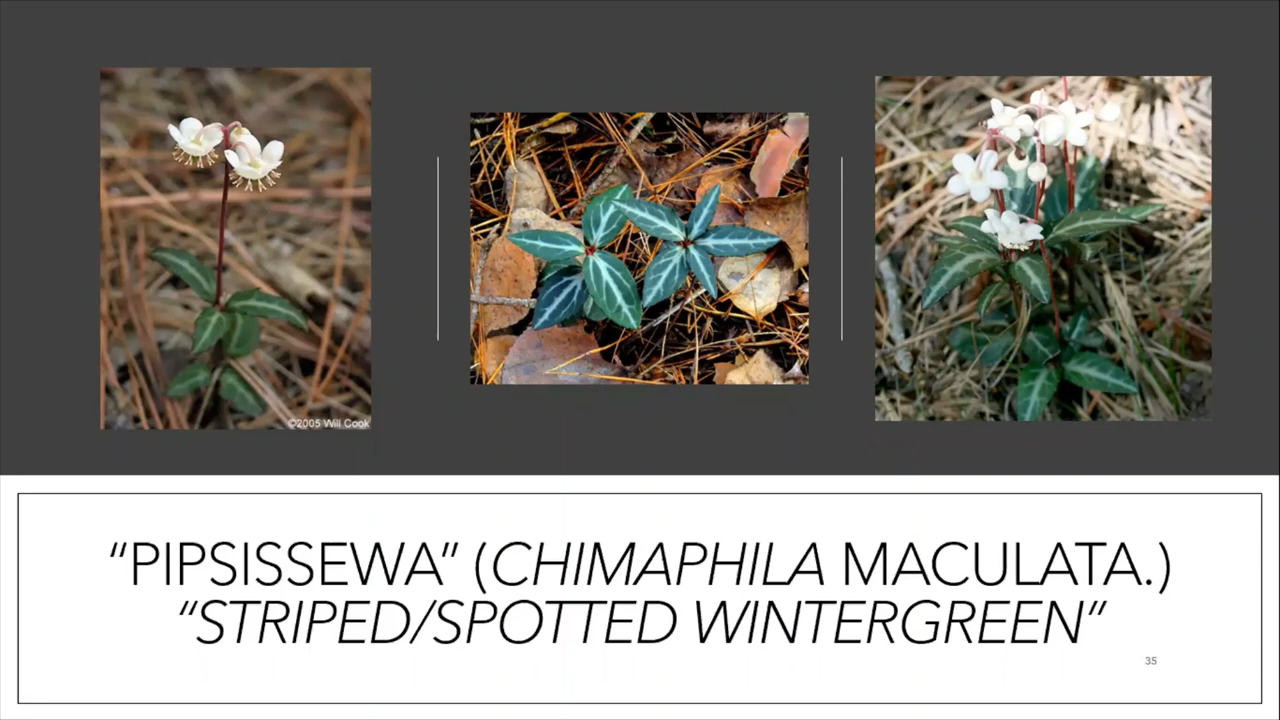 ©2005 Will Cook
“PIPSISSEWA” (CHIMAPHILA MACULATA.)
“STRIPED/SPOTTED WINTERGREEN”
35